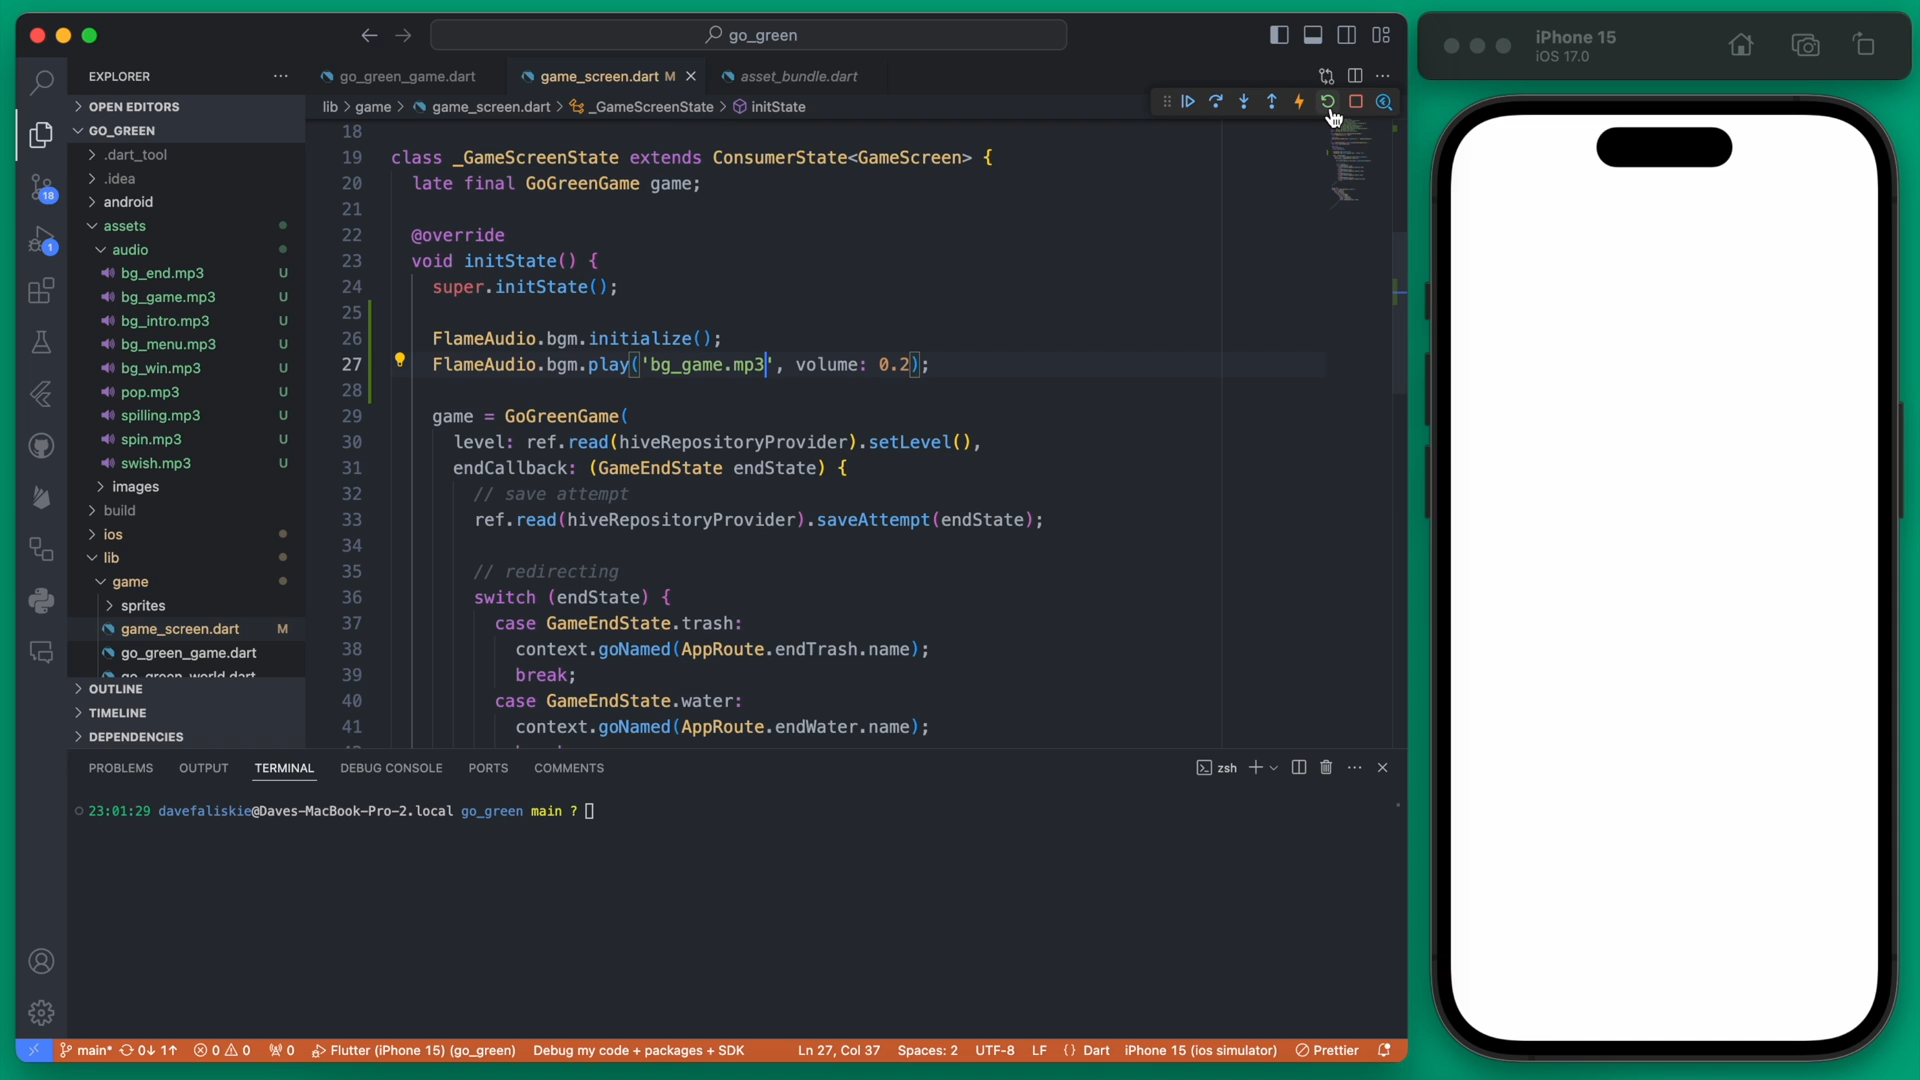 go_green
iPhone 15
iOS 17.0
EXPLORER
go_green_game.dart
game_screen.dart M
asset_bundle.dart
OPEN EDITORS
lib > game > game_screen.dart > _GameScreenState > initState
GO_GREEN
.dart_tool
.idea
android
assets
audio
bg_end.mp3 U
bg_game.mp3 U
bg_intro.mp3 U
bg_menu.mp3 U
bg_win.mp3 U
pop.mp3 U
spilling.mp3 U
spin.mp3 U
swish.mp3 U
images
build
ios
lib
game
sprites
game_screen.dart M
go_green_game.dart
go_green_world.dart
OUTLINE
TIMELINE
DEPENDENCIES
18
1
18
19 class _GameScreenState extends ConsumerState<GameScreen> {
20 late final GoGreenGame game;
21
22 @override
23 void initState() {
24 super.initState();
25
26 FlameAudio.bgm.initialize();
27 FlameAudio.bgm.play('bg_game.mp3', volume: 0.2);
28
29 game = GoGreenGame(
30 level: ref.read(hiveRepositoryProvider).setLevel(),
31 endCallback: (GameEndState endState) {
32 // save attempt
33 ref.read(hiveRepositoryProvider).saveAttempt(endState);
34
35 // redirecting
36 switch (endState) {
37 case GameEndState.trash:
38 context.goNamed(AppRoute.endTrash.name);
39 break;
40 case GameEndState.water:
41 context.goNamed(AppRoute.endWater.name);
PROBLEMS OUTPUT TERMINAL DEBUG CONSOLE PORTS COMMENTS
zsh
23:01:29 davefaliskie@Daves-MacBook-Pro-2.local go_green main ?
main* 0↓ 1↑ 0 0 0 Flutter (iPhone 15) (go_green) Debug my code + packages + SDK Ln 27, Col 37 Spaces: 2 UTF-8 LF {} Dart iPhone 15 (ios simulator) Prettier